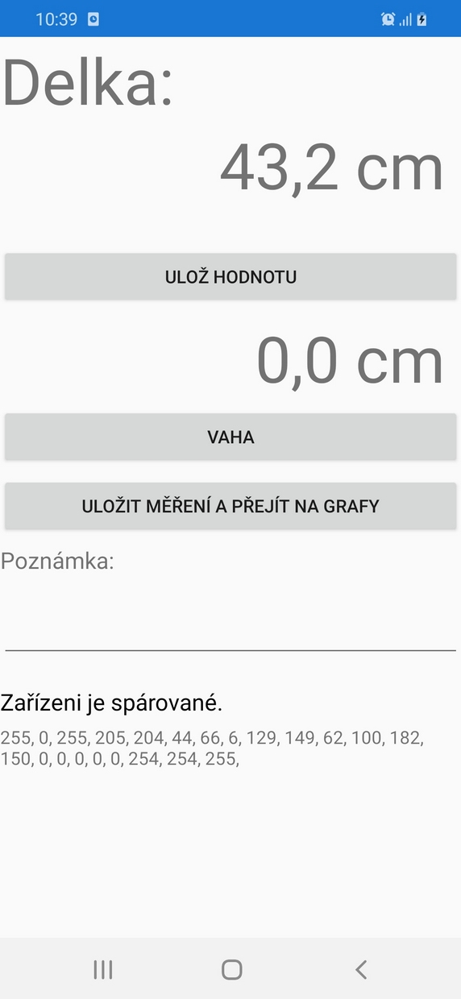 10:39
Delka:
43,2 cm
ULOŽ HODNOTU
0,0 cm
VAHA
ULOŽIT MĚŘENÍ A PŘEJÍT NA GRAFY
Poznámka:
Zařízeni je spárované.
255, 0, 255, 205, 204, 44, 66, 6, 129, 149, 62, 100, 182,
150, 0, 0, 0, 0, 0, 254, 254, 255,